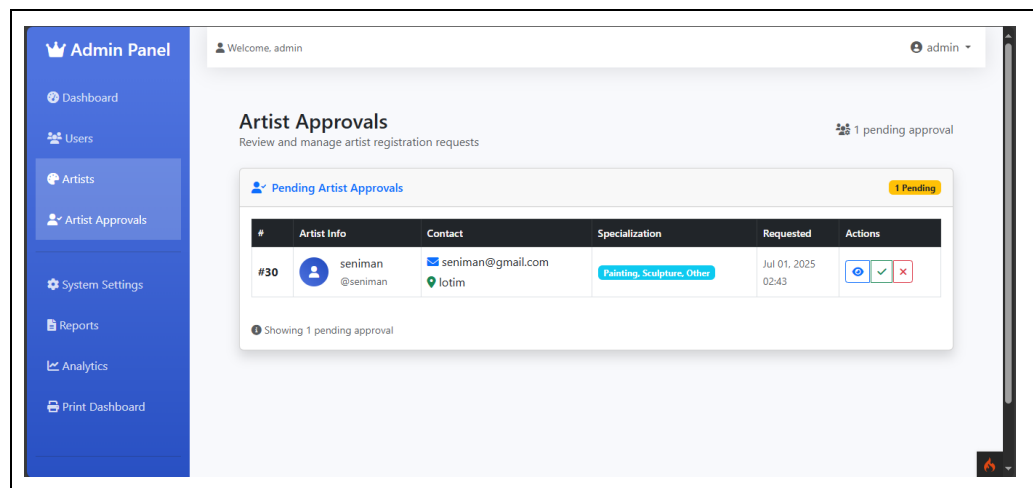 Admin Panel
Dashboard
Users
Artists
Artist Approvals
System Settings
Reports
Analytics
Print Dashboard
Welcome, admin
admin
Artist Approvals
Review and manage artist registration requests
1 pending approval
Pending Artist Approvals
1 Pending
# Artist Info Contact Specialization Requested Actions
#30 seniman seniman@gmail.com Painting, Sculpture, Other Jul 01, 2025
@seniman lotim 02:43
Showing 1 pending approval